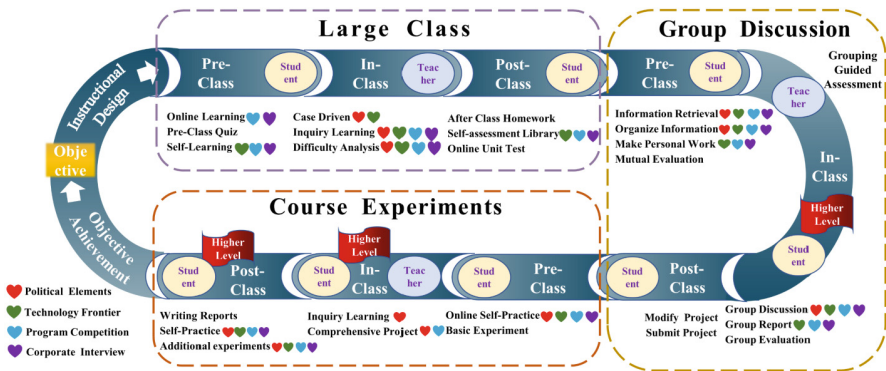 Large Class
Group Discussion
Instructional
Design
Pre-
Class
Stud
ent
In-
Class
Teac
her
Post-
Class
Stud
ent
Pre-
Class
Stud
ent
Teac
her
Grouping
Guided
Assessment
Online Learning
Pre-Class Quiz
Self-Learning
Case Driven
Inquiry Learning
Difficulty Analysis
After Class Homework
Self-assessment Library
Online Unit Test
Information Retrieval
Organize Information
Make Personal Work
Mutual Evaluation
In-
Class
Obje
ctive
Objective
Achievement
Course Experiments
Higher
Level
Higher
Level
Higher
Level
Stud
ent
Post-
Class
Stud
ent
In-
Class
Teac
her
Stud
ent
Pre-
Class
Stud
ent
Post-
Class
Stud
ent
Political Elements
Technology Frontier
Program Competition
Corporate Interview
Writing Reports
Self-Practice
Additional experiments
Inquiry Learning
Comprehensive Project
Online Self-Practice
Basic Experiment
Modify Project
Submit Project
Group Discussion
Group Report
Group Evaluation